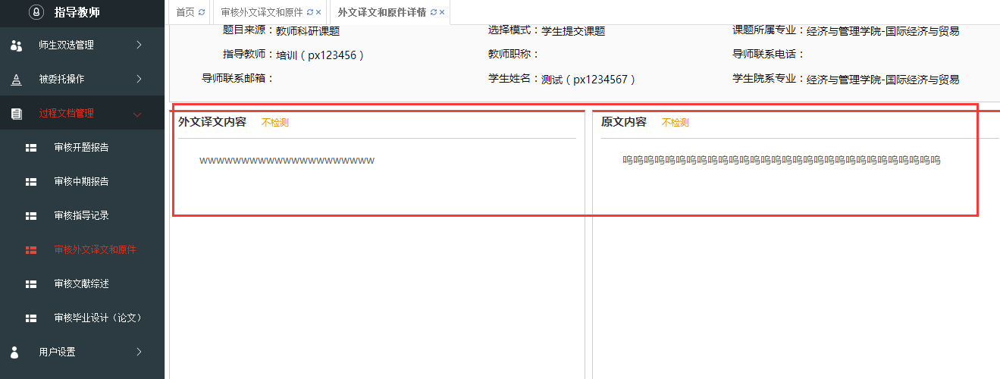 指导教师
师生双选管理
被委托操作
过程文档管理
审核开题报告
审核中期报告
审核指导记录
审核外文译文和原件
审核文献综述
审核毕业设计（论文）
用户设置
首页 审核外文译文和原件 外文译文和原件详情
题目来源：教师科研课题 选择模式：学生提交课题 课题所属专业：经济与管理学院-国际经济与贸易
指导教师：培训（px123456） 教师职称： 导师联系电话：
导师联系邮箱： 学生姓名：测试（px1234567） 学生院系专业：经济与管理学院-国际经济与贸易
外文译文内容 不检测
wwwwwwwwwwwwwwwwwwwww
原文内容 不检测
呜呜呜呜呜呜呜呜呜呜呜呜呜呜呜呜呜呜呜呜呜呜呜呜呜呜呜呜呜呜